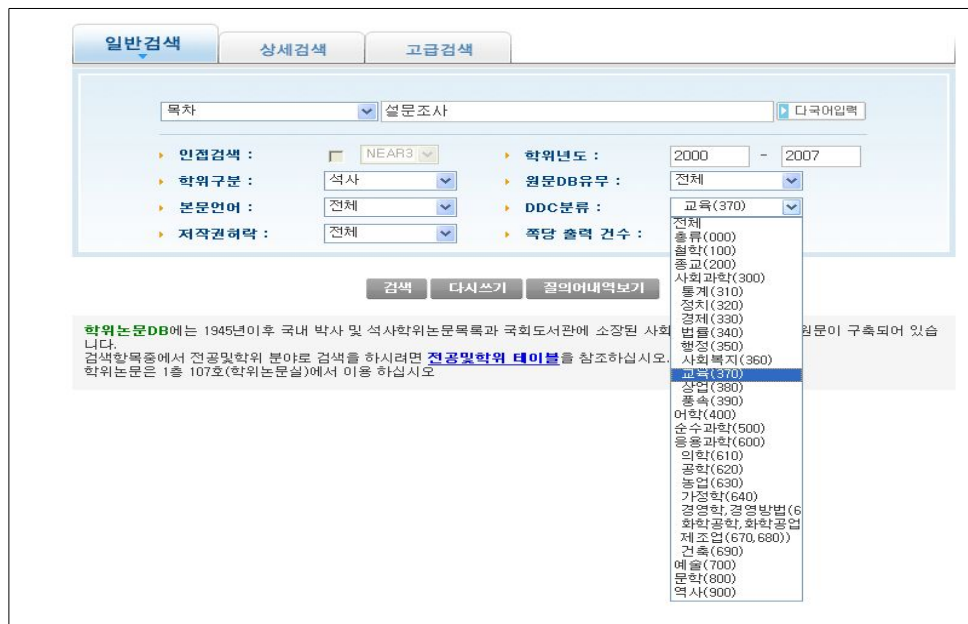 일반검색 상세검색 고급검색
목차 설문조사 다국어입력
인접검색 : NEAR3 학위년도 : 2000 - 2007
학위구분 : 석사 원문DB유무 : 전체
본문언어 : 전체 DDC분류 : 교육(370)
저작권허락 : 전체 쪽당 출력 건수 :
전체
총류(000)
철학(100)
종교(200)
사회과학(300)
통계(310)
정치(320)
경제(330)
법률(340)
행정(350)
사회복지(360)
교육(370)
상업(380)
풍속(390)
어학(400)
순수과학(500)
응용과학(600)
의학(610)
공학(620)
농업(630)
가정학(640)
경영학,경영방법(6
화학공학,화학공업
제조업(670,680))
건축(690)
예술(700)
문학(800)
역사(900)
검색 다시쓰기 질의어내역보기
학위논문DB에는 1945년이후 국내 박사 및 석사학위논문목록과 국회도서관에 소장된 사회 원문이 구축되어 있습
니다.
검색항목중에서 전공및학위 분야로 검색을 하시려면 전공및학위 테이블을 참조하십시오.
학위논문은 1층 107호(학위논문실)에서 이용 하십시오